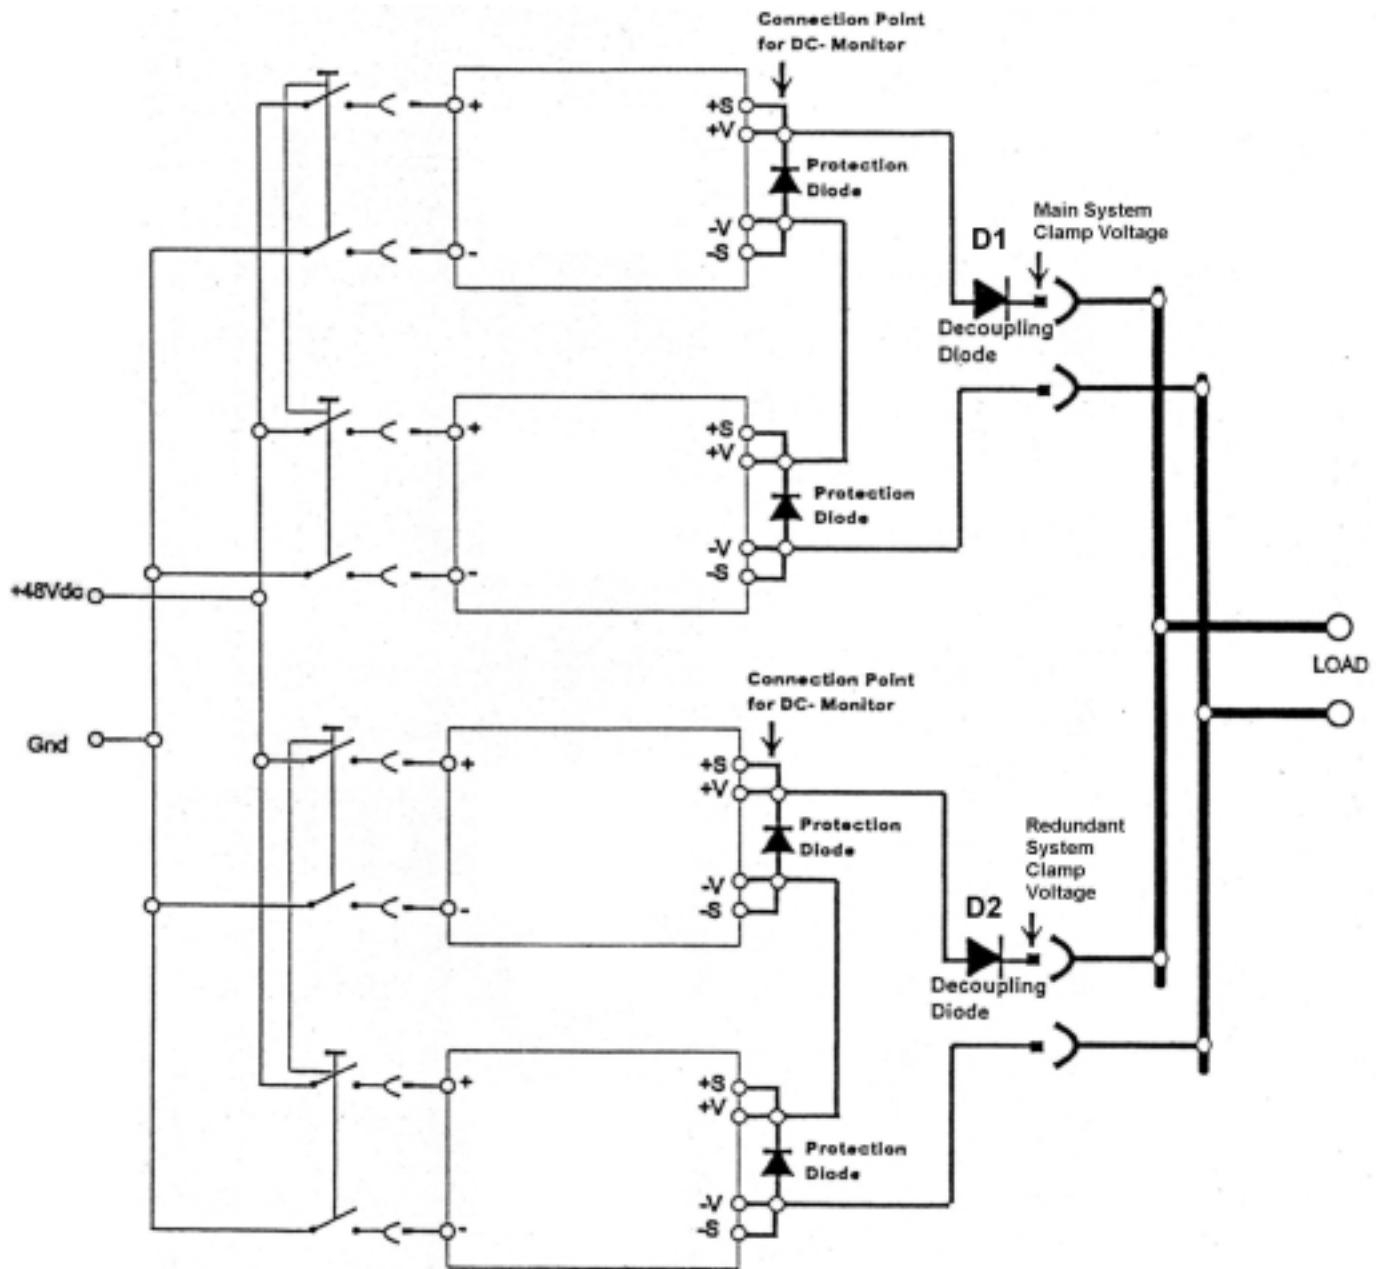 Connection Point
for DC- Monitor
+
+S
+V
Protection
Diode
-V
-S
-
Main System
Clamp Voltage
D1
Decoupling
Diode
+
+S
+V
Protection
Diode
-V
-S
-
+48Vdc
LOAD
Gnd
Connection Point
for DC- Monitor
+
+S
+V
Protection
Diode
-V
-S
-
Redundant
System
Clamp
Voltage
D2
Decoupling
Diode
+
+S
+V
Protection
Diode
-V
-S
-